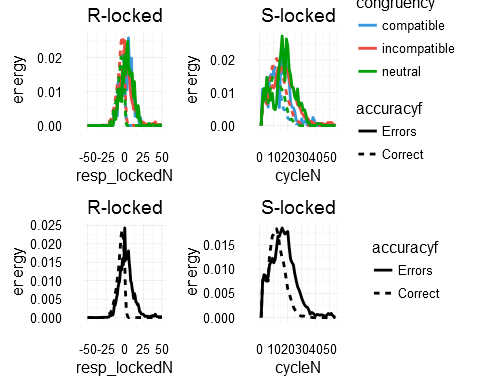 R-locked
S-locked
congruency
compatible
incompatible
neutral
accuracyf
Errors
Correct
energy
0.02
0.01
0.00
-50-25 0 25 50
resp_lockedN
energy
0.02
0.01
0.00
0 1020304050
cycleN
R-locked
S-locked
energy
0.025
0.020
0.015
0.010
0.005
0.000
-50-25 0 25 50
resp_lockedN
energy
0.015
0.010
0.005
0.000
0 1020304050
cycleN
accuracyf
Errors
Correct